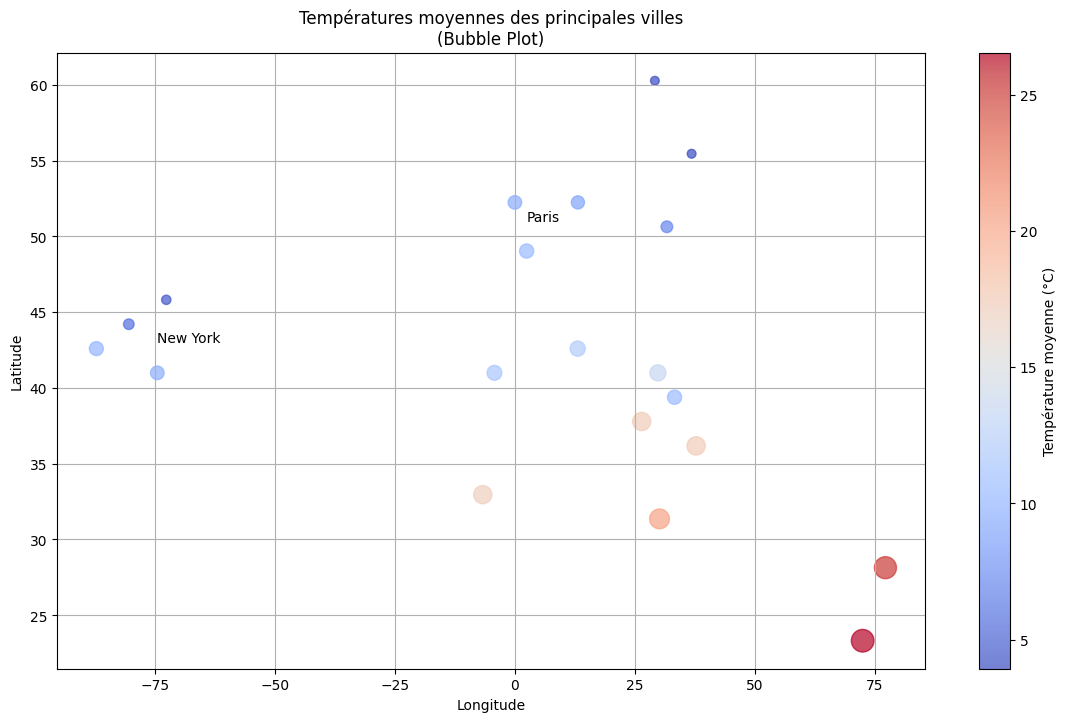 Températures moyennes des principales villes
(Bubble Plot)
60
55
50
45
40
35
30
25
Latitude
Paris
New York
−75
−50
−25
0
25
50
75
Longitude
25
20
15
10
5
Température moyenne (°C)